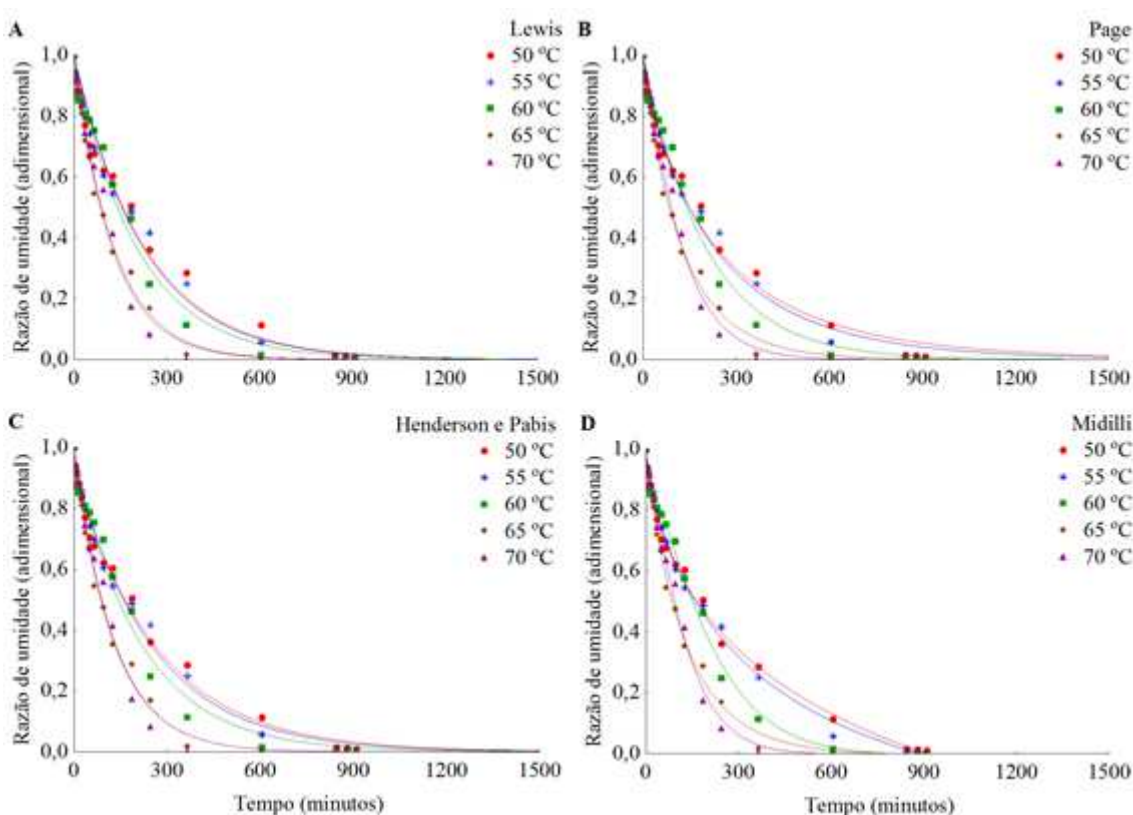 A
Lewis
50 ºC
55 ºC
60 ºC
65 ºC
70 ºC
Razão de umidade (adimensional)
1,0
0,8
0,6
0,4
0,2
0,0
0 300 600 900 1200 1500
B
Page
50 ºC
55 ºC
60 ºC
65 ºC
70 ºC
Razão de umidade (adimensional)
1,0
0,8
0,6
0,4
0,2
0,0
0 300 600 900 1200 1500
C
Henderson e Pabis
50 ºC
55 ºC
60 ºC
65 ºC
70 ºC
Razão de umidade (adimensional)
1,0
0,8
0,6
0,4
0,2
0,0
0 300 600 900 1200 1500
Tempo (minutos)
D
Midilli
50 ºC
55 ºC
60 ºC
65 ºC
70 ºC
Razão de umidade (adimensional)
1,0
0,8
0,6
0,4
0,2
0,0
0 300 600 900 1200 1500
Tempo (minutos)